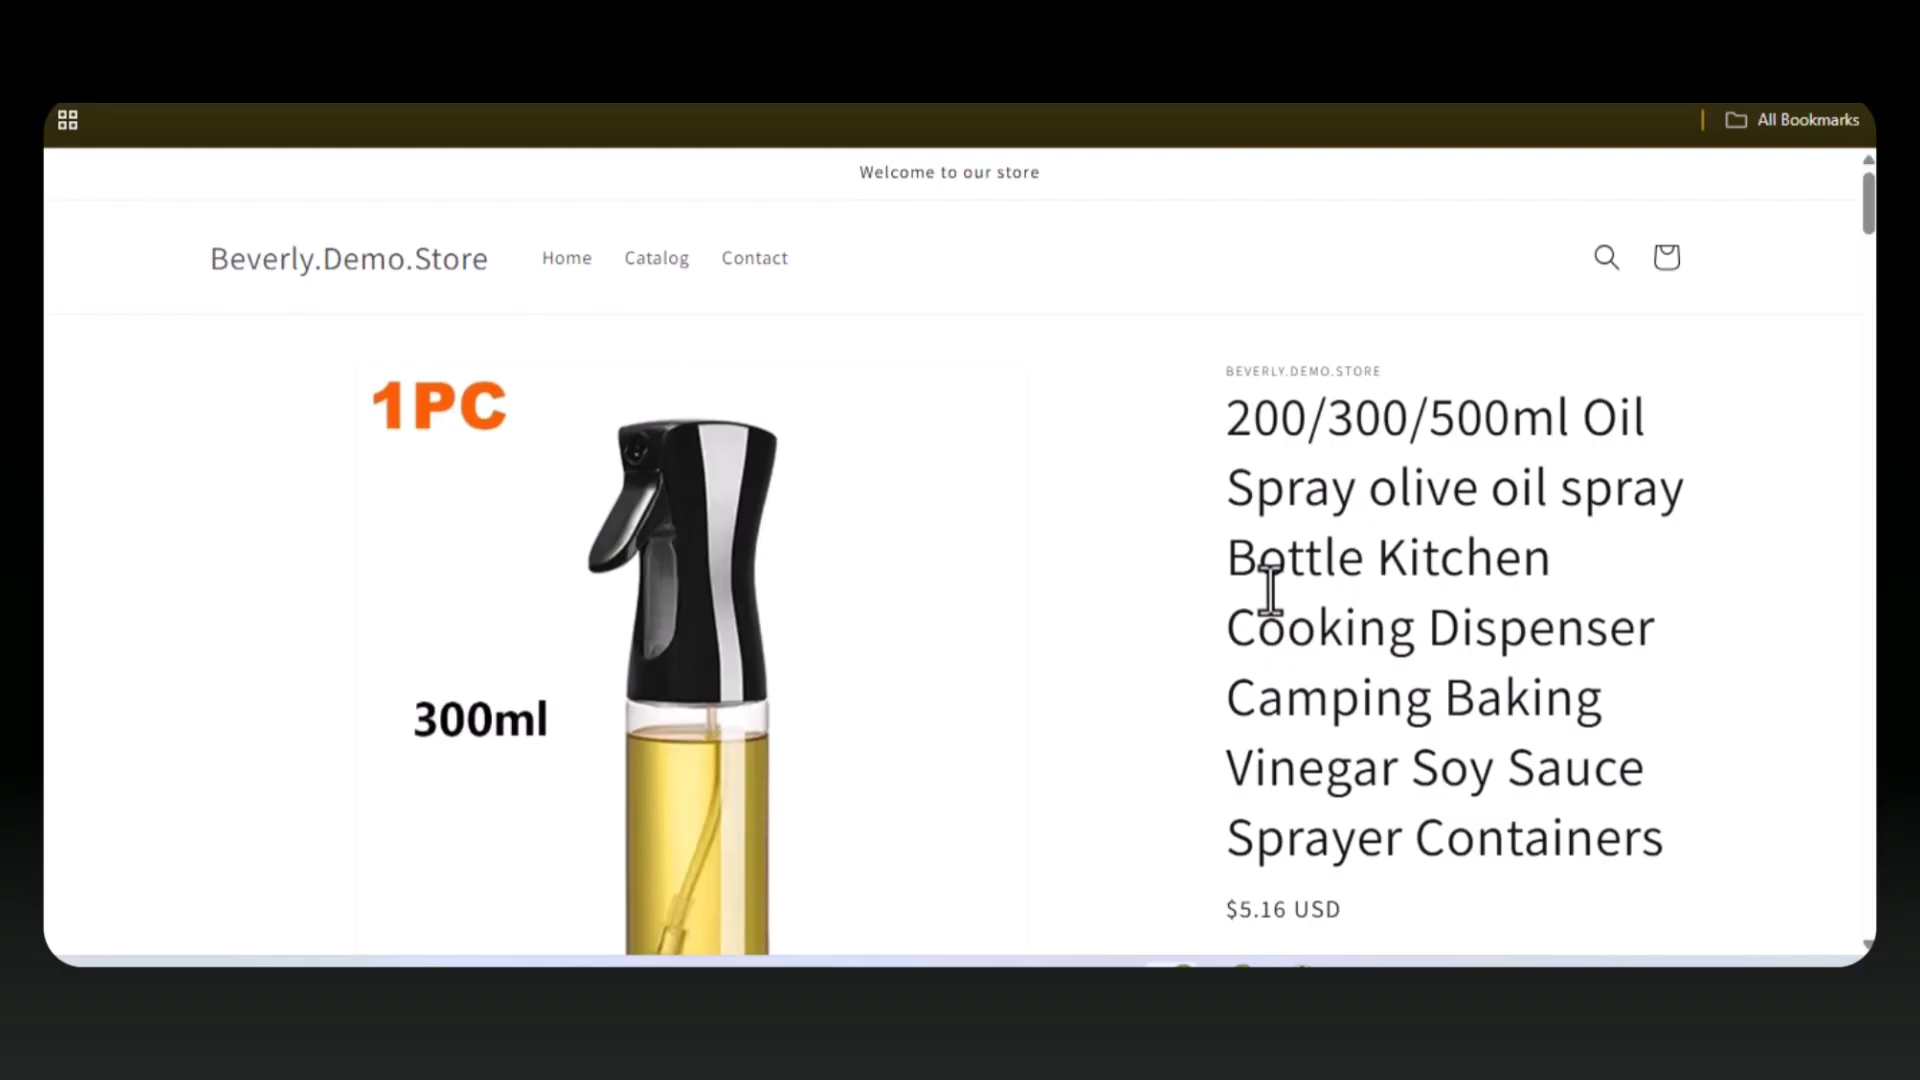 All Bookmarks
Welcome to our store
Beverly.Demo.Store
Home
Catalog
Contact
1PC
300ml
BEVERLY.DEMO.STORE
200/300/500ml Oil
Spray olive oil spray
Bottle Kitchen
Cooking Dispenser
Camping Baking
Vinegar Soy Sauce
Sprayer Containers
$5.16 USD